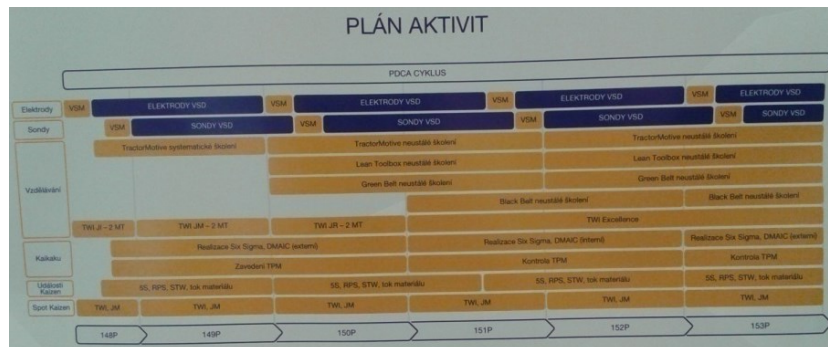 PLÁN AKTIVIT
PDCA CYKLUS
Elektrody VSM ELEKTRODY VSD VSM ELEKTRODY VSD VSM ELEKTRODY VSD VSM ELEKTRODY VSD
Sondy VSM SONDY VSD VSM SONDY VSD VSM SONDY VSD VSM SONDY VSD
Vzdělávání
TractorMotive systematické školení TractorMotive neustálé školení TractorMotive neustálé školení
Lean Toolbox neustálé školení Lean Toolbox neustálé školení
Green Belt neustálé školení Green Belt neustálé školení
Black Belt neustálé školení Black Belt neustálé školení
TWI JI - 2 MT TWI JM – 2 MT TWI JR – 2 MT TWI Excellence
Kaikaku
Realizace Six Sigma, DMAIC (externí) Realizace Six Sigma, DMAIC (interní) Realizace Six Sigma, DMAIC (externí)
Zavedení TPM Kontrola TPM Kontrola TPM
Události Kaizen
5S, RPS, STW, tok materiálu 5S, RPS, STW, tok materiálu 5S, RPS, STW, tok materiálu 5S, RPS, STW, tok materiálu
Spot Kaizen TWI, JM TWI, JM TWI, JM TWI, JM TWI, JM TWI, JM
148P 149P 150P 151P 152P 153P